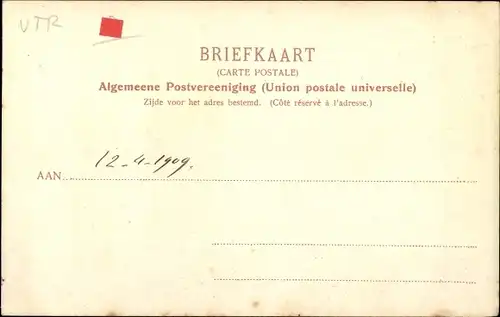 UTR
BRIEFKAART
(CARTE POSTALE)
Algemeene Postvereeniging (Union postale universelle)
Zijde voor het adres bestemd. (Côté réservé à l'adresse.)
12-4-1909.
AAN